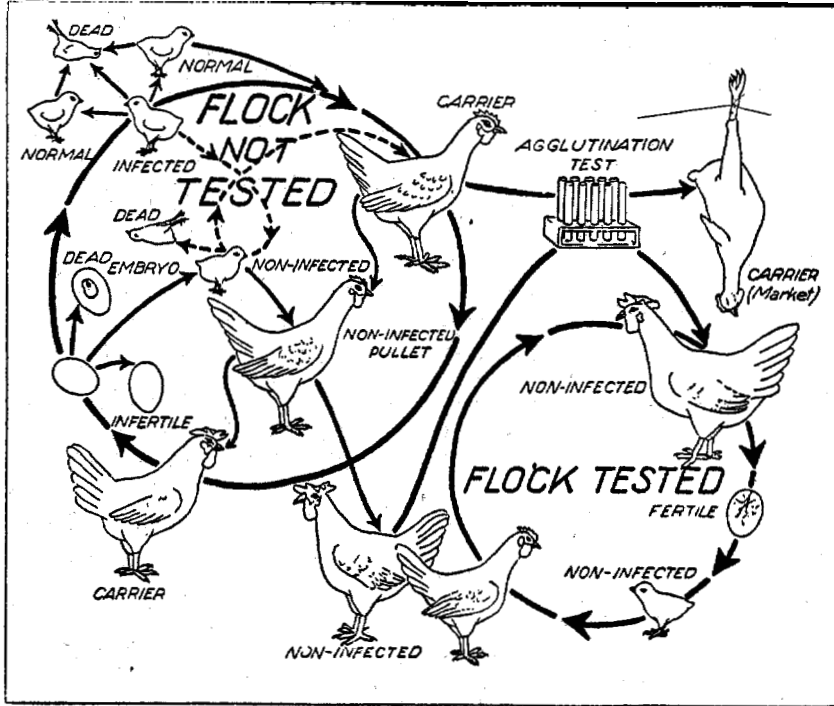 DEAD
NORMAL
NORMAL
INFECTED
FLOCK
NOT
TESTED
CARRIER
AGGLUTINATION
TEST
CARRIER
(Market)
DEAD
NON-INFECTED
DEAD
EMBRYO
NON-INFECTED
PULLET
INFERTILE
CARRIER
NON-INFECTED
NON-INFECTED
FLOCK TESTED
FERTILE
NON-INFECTED